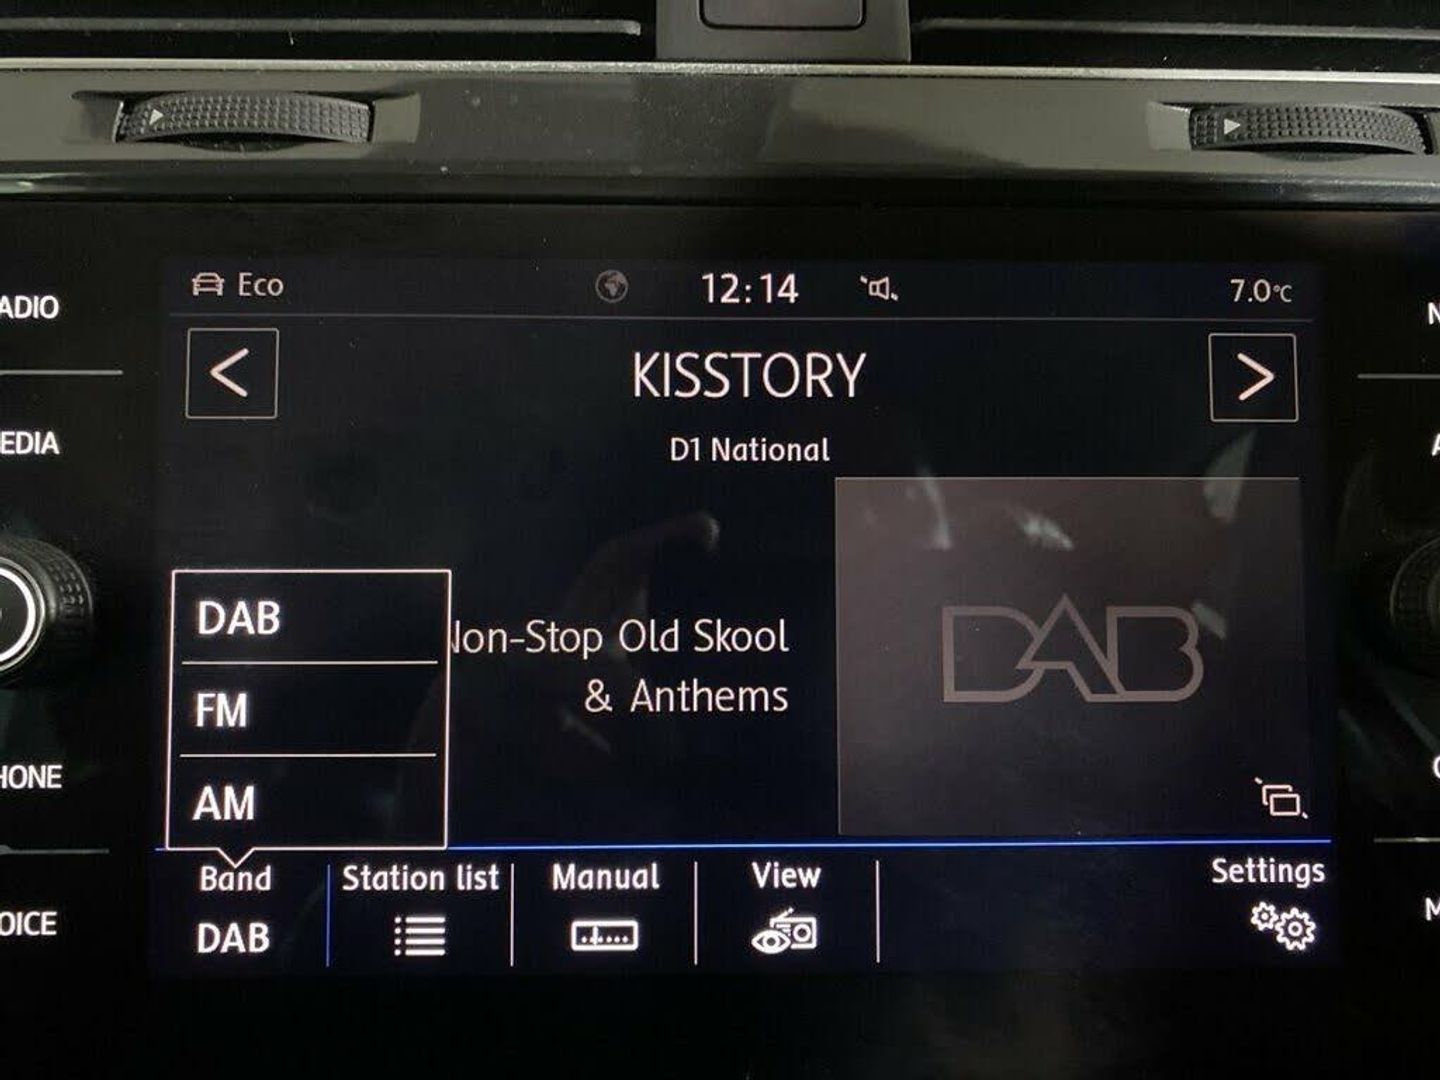 Eco
12:14
7.0°C
KISSTORY
D1 National
DAB
FM
AM
Non-Stop Old Skool
& Anthems
DAB
Band
DAB
Station list
Manual
View
Settings
ADIO
EDIA
HONE
OICE